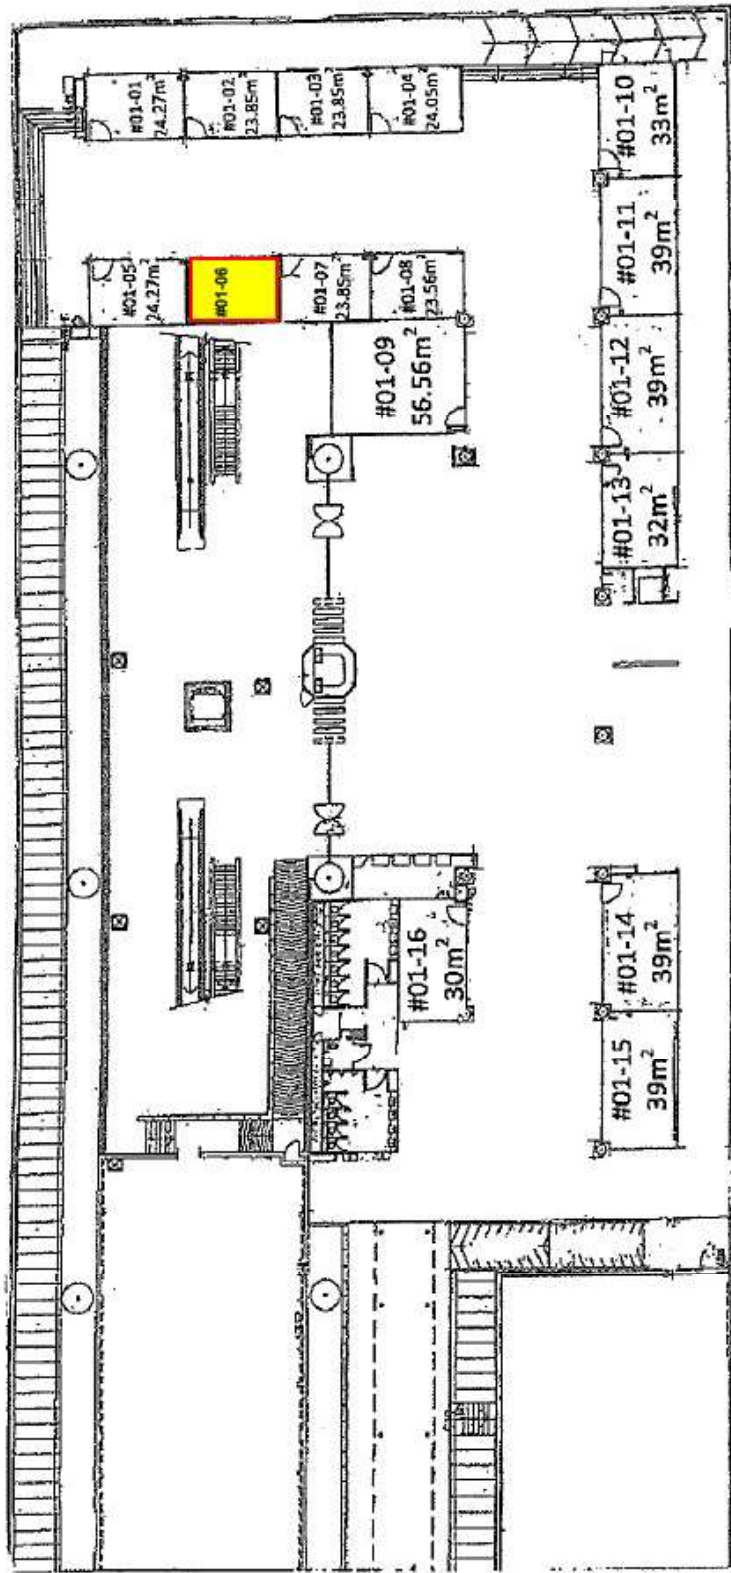 #01-01
24.27m²
#01-02
23.85m²
#01-03
23.85m²
#01-04
24.05m²
#01-05
24.27m²
#01-06
#01-07
23.85m²
#01-08
23.56m²
#01-09
56.56m²
#01-10
33m²
#01-11
39m²
#01-12
39m²
#01-13
32m²
#01-14
39m²
#01-15
39m²
#01-16
30m²